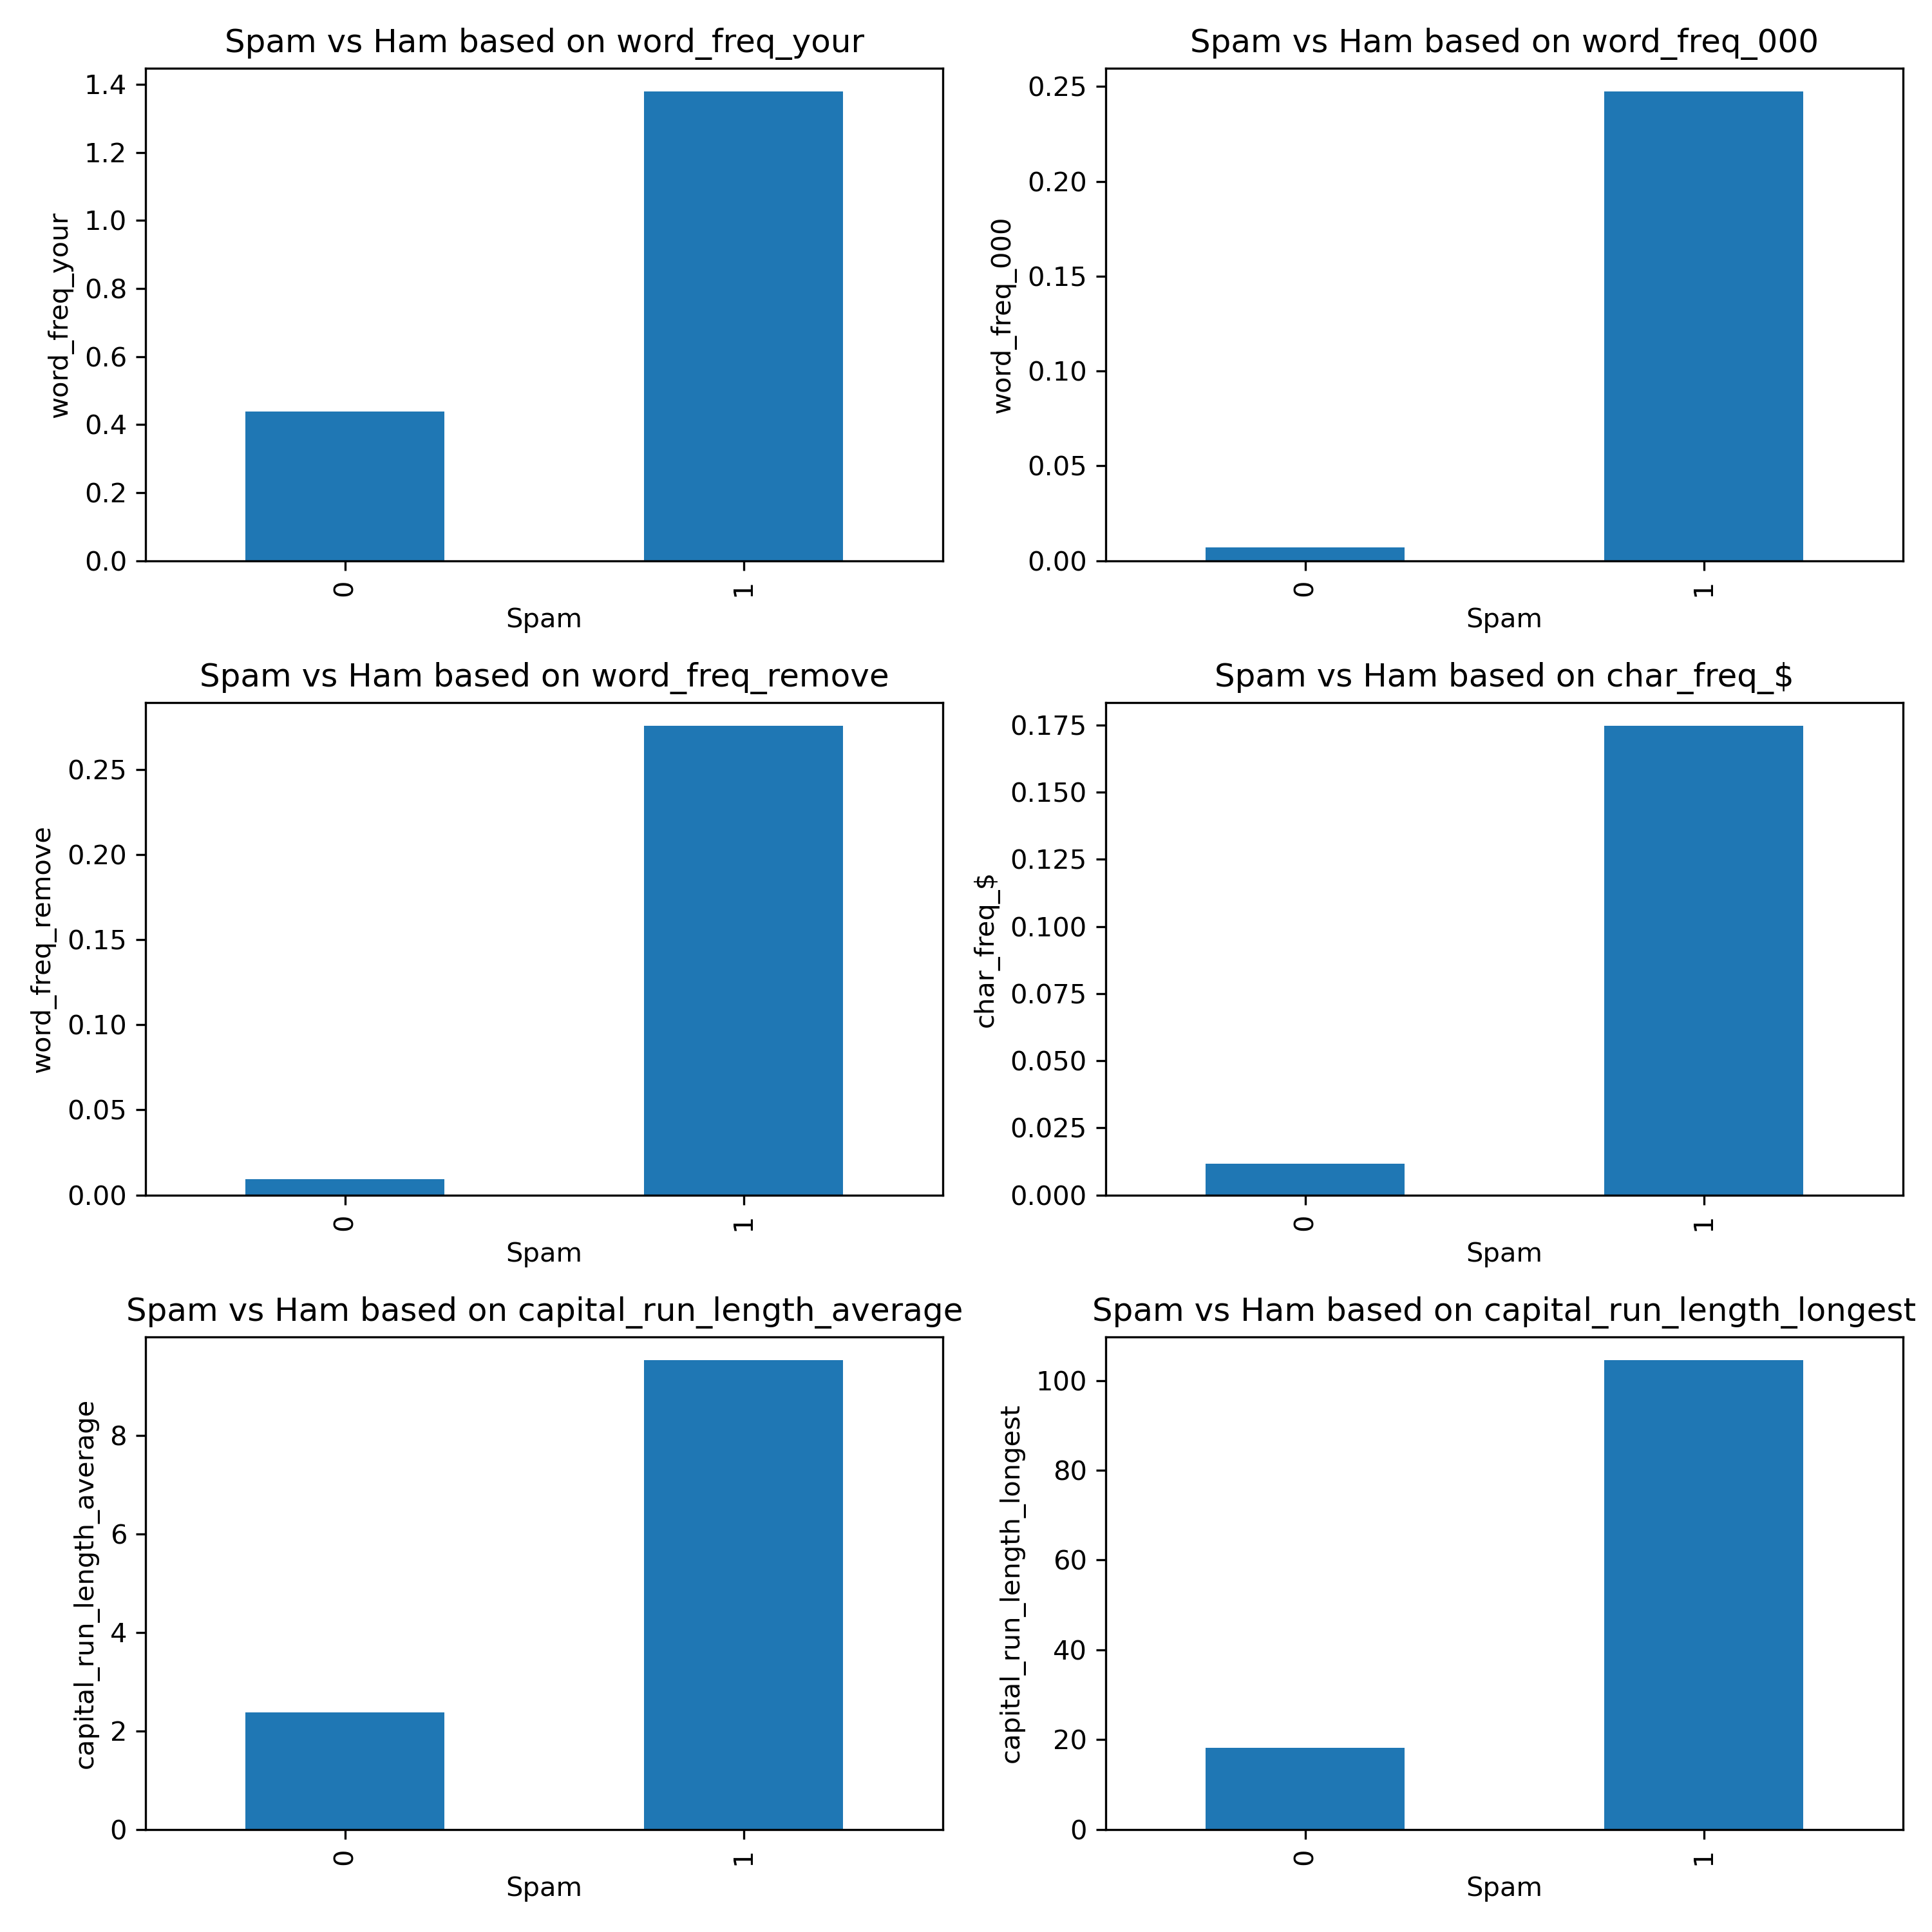 Spam vs Ham based on word_freq_your
1.4
1.2
1.0
0.8
0.6
0.4
0.2
0.0
word_freq_your
0
1
Spam
Spam vs Ham based on word_freq_000
0.25
0.20
0.15
0.10
0.05
0.00
word_freq_000
0
1
Spam
Spam vs Ham based on word_freq_remove
0.25
0.20
0.15
0.10
0.05
0.00
word_freq_remove
0
1
Spam
Spam vs Ham based on char_freq_$
0.175
0.150
0.125
0.100
0.075
0.050
0.025
0.000
char_freq_$
0
1
Spam
Spam vs Ham based on capital_run_length_average
8
6
4
2
0
capital_run_length_average
0
1
Spam
Spam vs Ham based on capital_run_length_longest
100
80
60
40
20
0
capital_run_length_longest
0
1
Spam